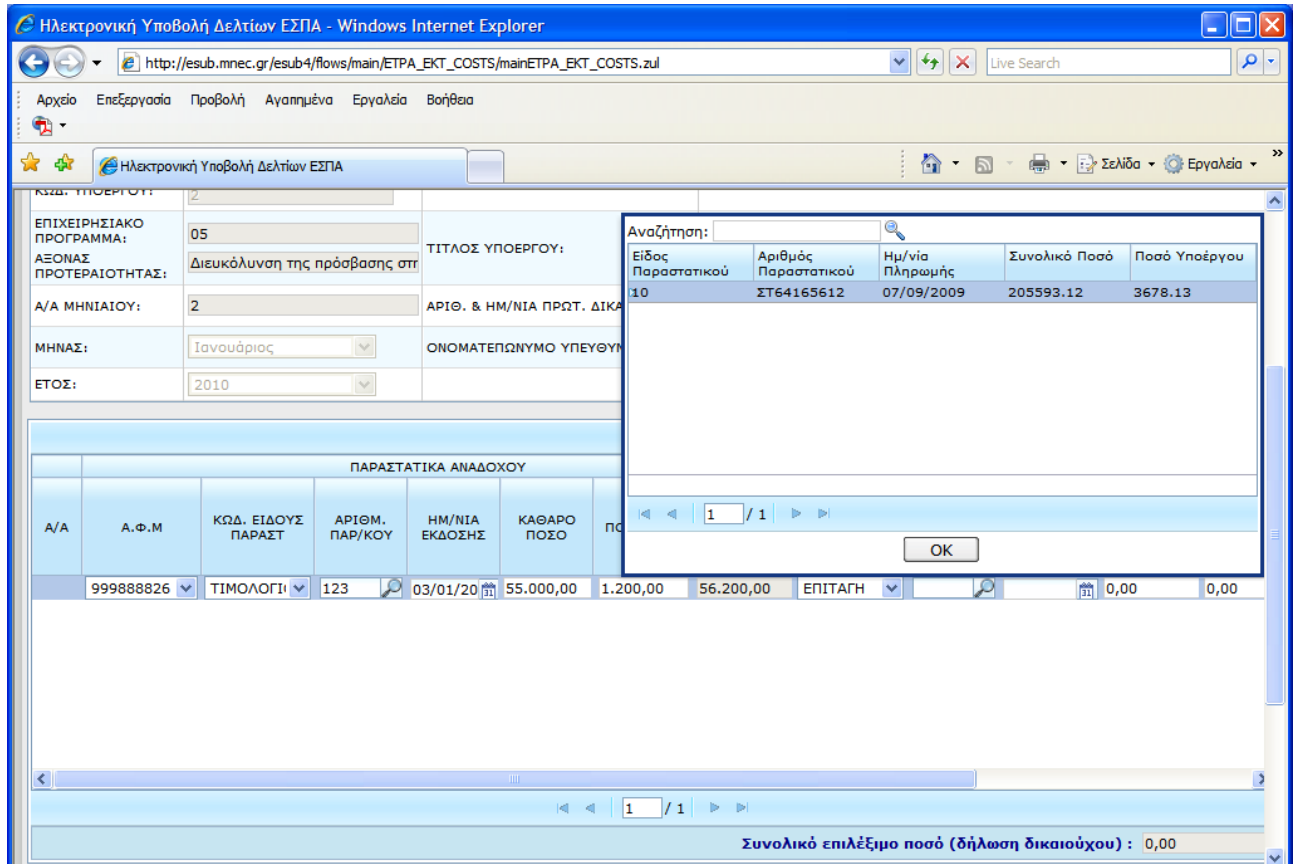 Ηλεκτρονική Υποβολή Δελτίων ΕΣΠΑ - Windows Internet Explorer
http://esub.mnec.gr/esub4/flows/main/ETPA_EKT_COSTS/mainETPA_EKT_COSTS.zul
Live Search
Αρχείο Επεξεργασία Προβολή Αγαπημένα Εργαλεία Βοήθεια
Ηλεκτρονική Υποβολή Δελτίων ΕΣΠΑ
Σελίδα Εργαλεία »
ΚΩΔ. ΥΠΟΕΡΓΟΥ: 2
ΕΠΙΧΕΙΡΗΣΙΑΚΟ
ΠΡΟΓΡΑΜΜΑ: 05
ΑΞΟΝΑΣ
ΠΡΟΤΕΡΑΙΟΤΗΤΑΣ: Διευκόλυνση της πρόσβασης στη
ΤΙΤΛΟΣ ΥΠΟΕΡΓΟΥ:
Α/Α ΜΗΝΙΑΙΟΥ: 2 ΑΡΙΘ. & ΗΜ/ΝΙΑ ΠΡΩΤ. ΔΙΚΑ
ΜΗΝΑΣ: Ιανουάριος ΟΝΟΜΑΤΕΠΩΝΥΜΟ ΥΠΕΥΘΥΝ
ΕΤΟΣ: 2010
Αναζήτηση:
Είδος Παραστατικού Αριθμός Παραστατικού Ημ/νία Πληρωμής Συνολικό Ποσό Ποσό Υποέργου
10 ΣΤ64165612 07/09/2009 205593.12 3678.13
1 / 1
OK
ΠΑΡΑΣΤΑΤΙΚΑ ΑΝΑΔΟΧΟΥ
Α/Α Α.Φ.Μ ΚΩΔ. ΕΙΔΟΥΣ ΠΑΡΑΣΤ ΑΡΙΘΜ. ΠΑΡ/ΚΟΥ ΗΜ/ΝΙΑ ΕΚΔΟΣΗΣ ΚΑΘΑΡΟ ΠΟΣΟ
999888826 ΤΙΜΟΛΟΓΙΟ 123 03/01/20 55.000,00 1.200,00 56.200,00 ΕΠΙΤΑΓΗ 0,00 0,00
1 / 1
Συνολικό επιλέξιμο ποσό (δήλωση δικαιούχου) : 0,00